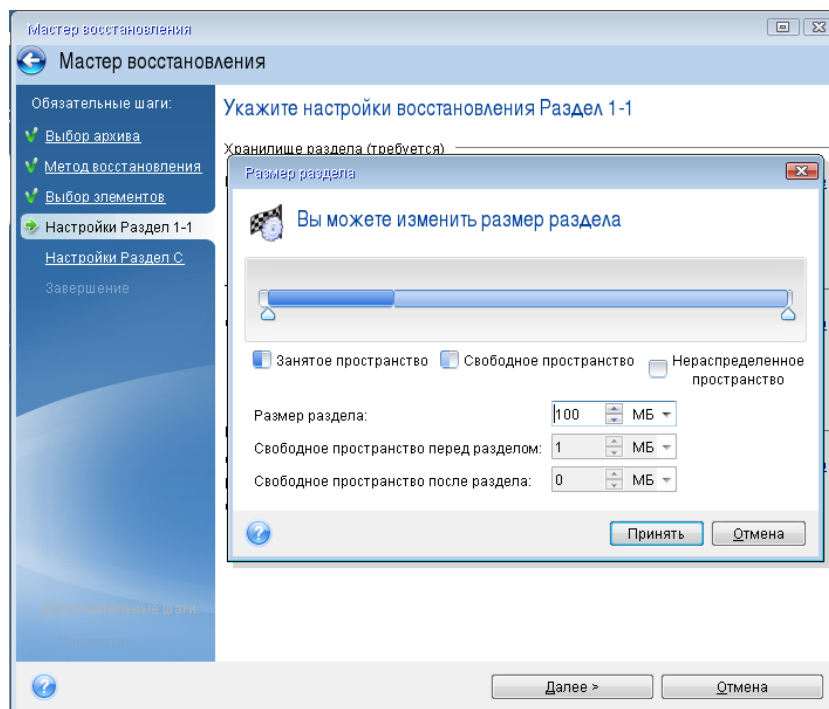 Мастер восстановления
Мастер восстановления
Обязательные шаги:
Выбор архива
Метод восстановления
Выбор элементов
Настройки Раздел 1-1
Настройки Раздел C
Завершение
Укажите настройки восстановления Раздел 1-1
Хранилище раздела (требуется)
Размер раздела
Вы можете изменить размер раздела
Занятое пространство
Свободное пространство
Нераспределенное
пространство
Размер раздела: 100 МБ
Свободное пространство перед разделом: 1 МБ
Свободное пространство после раздела: 0 МБ
Принять
Отмена
Далее >
Отмена